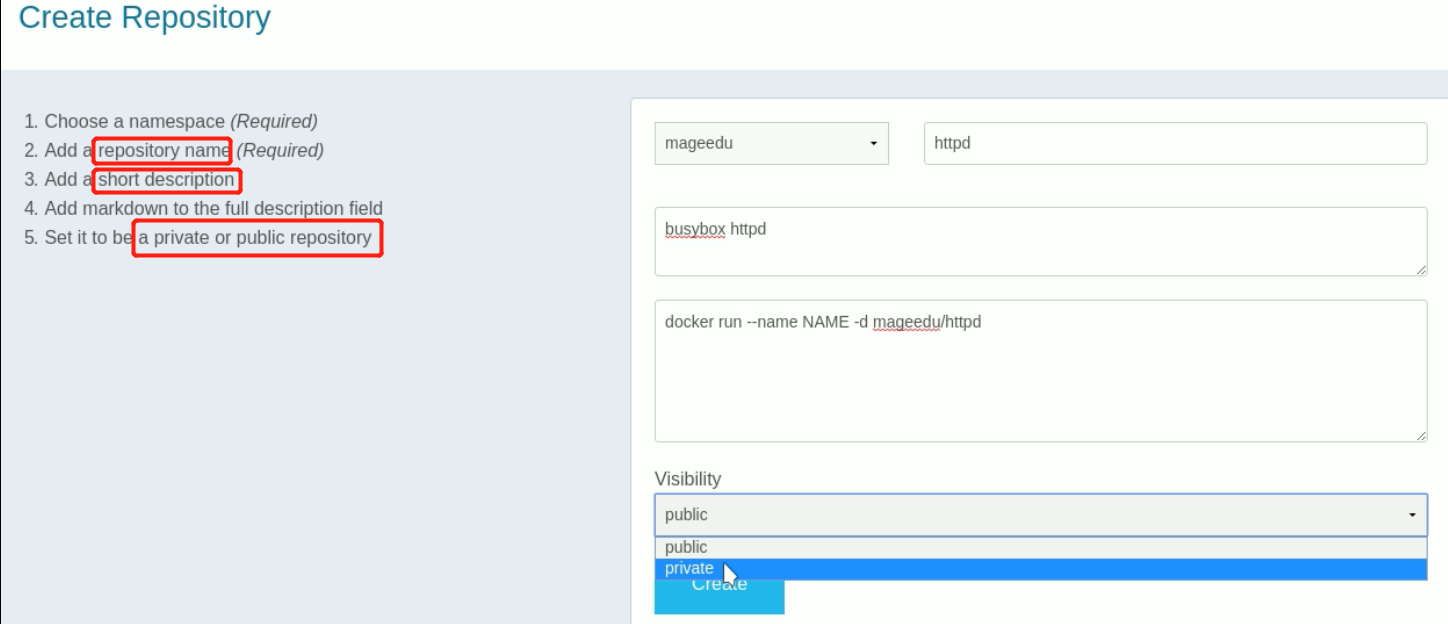 Create Repository
1. Choose a namespace (Required)
2. Add a repository name (Required)
3. Add a short description
4. Add markdown to the full description field
5. Set it to be a private or public repository
mageedu
httpd
busybox httpd
docker run --name NAME -d mageedu/httpd
Visibility
public
public
private
Create